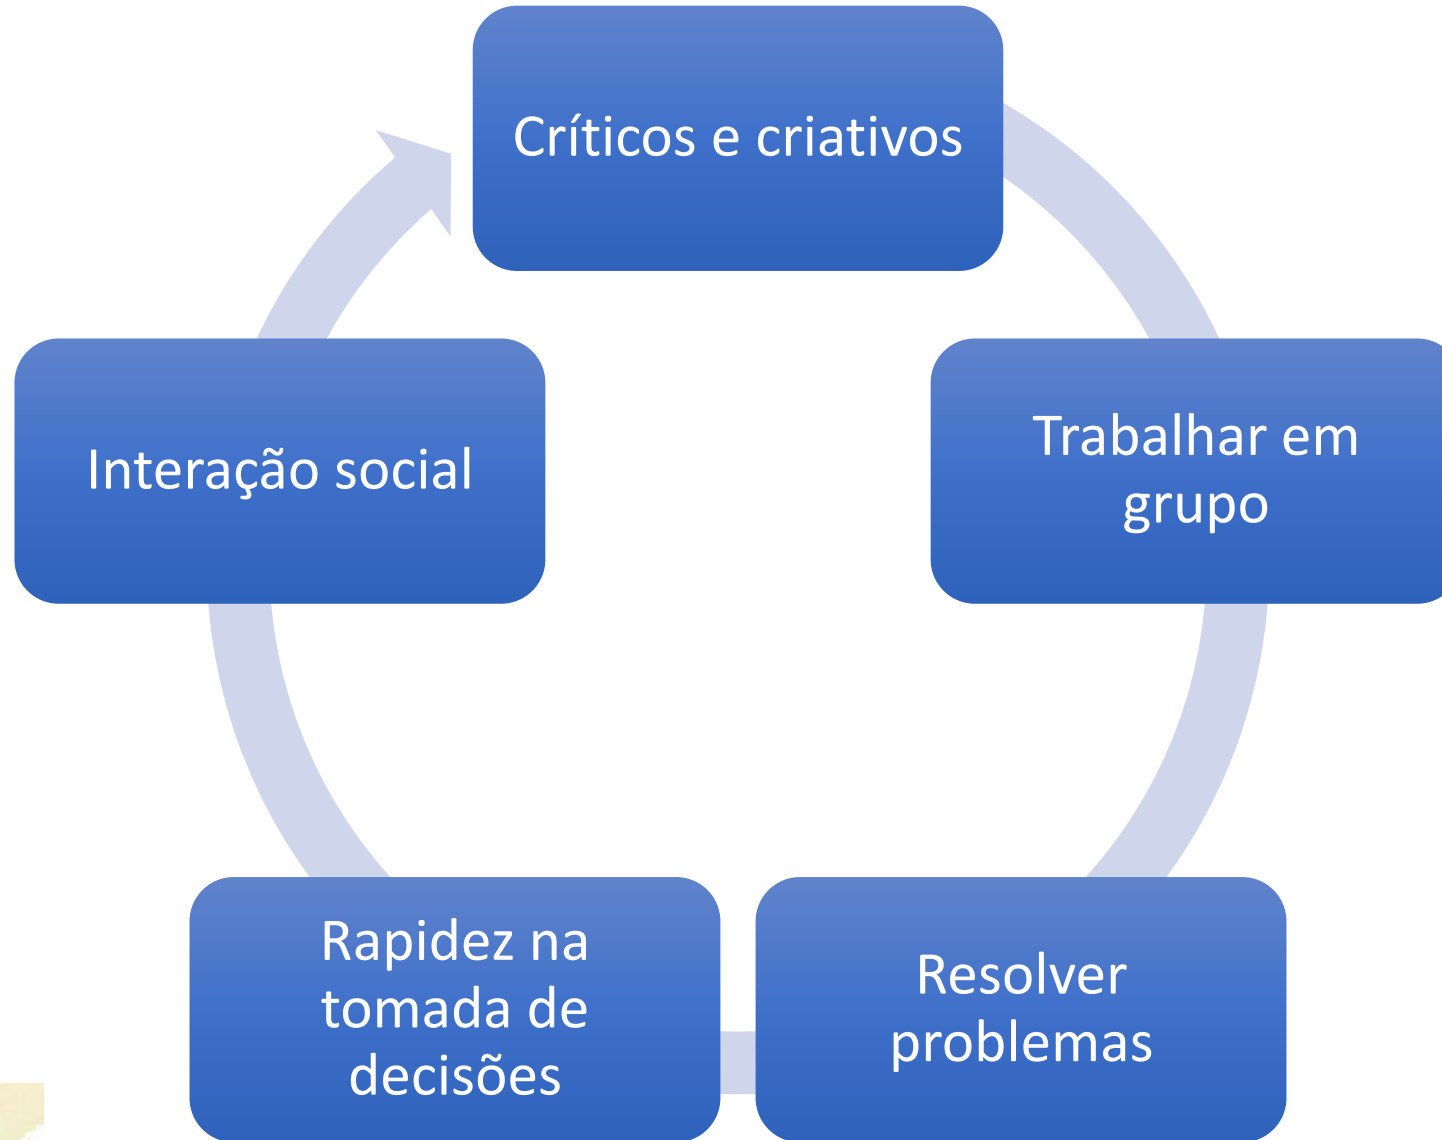 Críticos e criativos
Trabalhar em
grupo
Resolver
problemas
Rapidez na
tomada de
decisões
Interação social